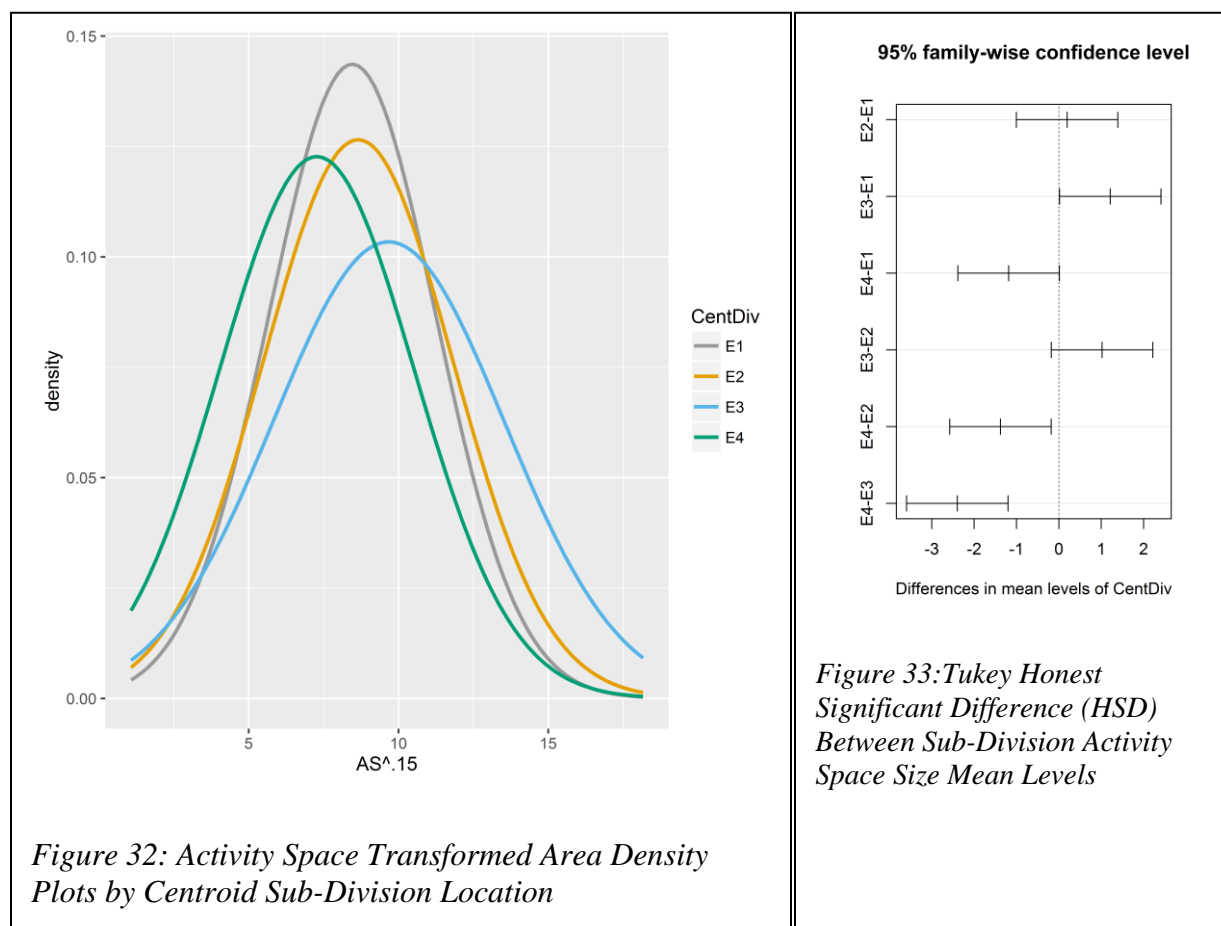 0.15
0.10
0.05
0.00
density
5
10
15
AS^.15
CentDiv
E1
E2
E3
E4
Figure 32: Activity Space Transformed Area Density
Plots by Centroid Sub-Division Location
95% family-wise confidence level
E2-E1
E3-E1
E4-E1
E3-E2
E4-E2
E4-E3
-3
-2
-1
0
1
2
Differences in mean levels of CentDiv
Figure 33:Tukey Honest
Significant Difference (HSD)
Between Sub-Division Activity
Space Size Mean Levels